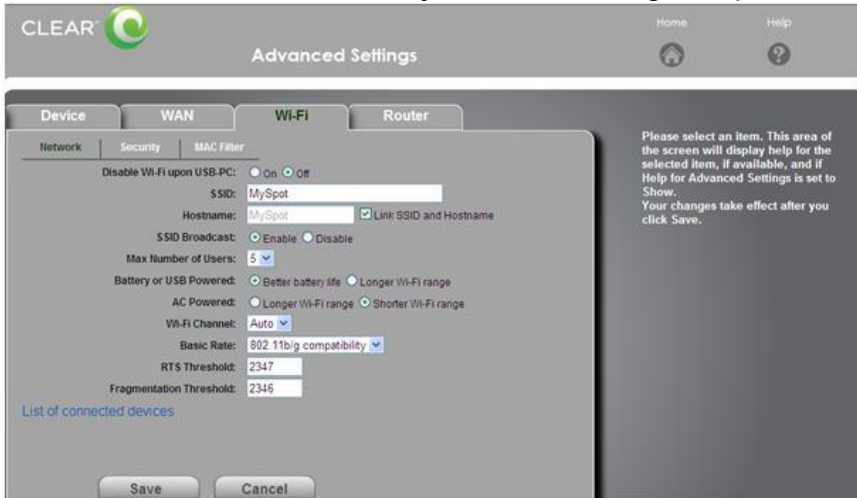 CLEAR
Home Help
Advanced Settings
Device WAN Wi-Fi Router
Network Security MAC Filter
Disable Wi-Fi upon USB-PC: On Off
SSID: MySpot
Hostname: MySpot Link SSID and Hostname
SSID Broadcast: Enable Disable
Max Number of Users: 5
Battery or USB Powered: Better battery life Longer Wi-Fi range
AC Powered: Longer Wi-Fi range Shorter Wi-Fi range
Wi-Fi Channel: Auto
Basic Rate: 802.11b/g compatibility
RTS Threshold: 2347
Fragmentation Threshold: 2346
List of connected devices
Save Cancel
Please select an item. This area of
the screen will display help for the
selected item, if available, and if
Help for Advanced Settings is set to
Show.
Your changes take effect after you
click Save.